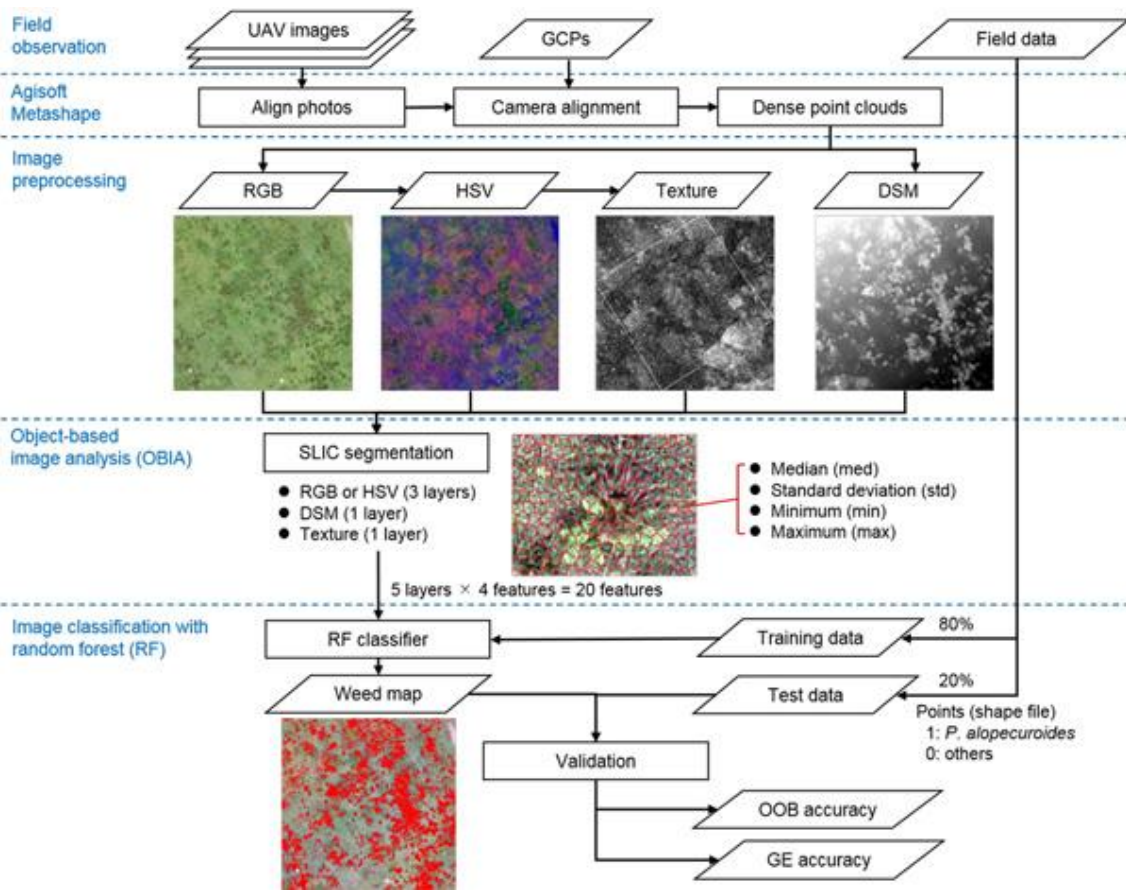 Field
observation
UAV images
GCPs
Field data
Agisoft
Metashape
Align photos
Camera alignment
Dense point clouds
Image
preprocessing
RGB
HSV
Texture
DSM
Object-based
image analysis (OBIA)
SLIC segmentation
● RGB or HSV (3 layers)
● DSM (1 layer)
● Texture (1 layer)
● Median (med)
● Standard deviation (std)
● Minimum (min)
● Maximum (max)
5 layers × 4 features = 20 features
Image classification with
random forest (RF)
RF classifier
Training data
80%
Weed map
Test data
20%
Points (shape file)
1: P. alopecuroides
0: others
Validation
OOB accuracy
GE accuracy